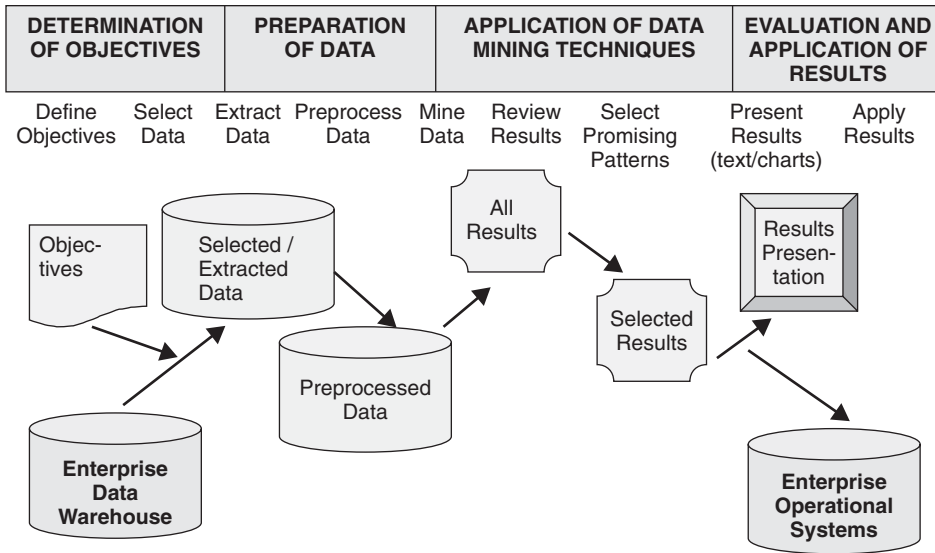 DETERMINATION
OF OBJECTIVES
PREPARATION
OF DATA
APPLICATION OF DATA
MINING TECHNIQUES
EVALUATION AND
APPLICATION OF
RESULTS
Define
Objectives
Select
Data
Extract
Data
Preprocess
Data
Mine
Data
Review
Results
Select
Promising
Patterns
Present
Results
(text/charts)
Apply
Results
Objec-
tives
Selected /
Extracted
Data
All
Results
Results
Presen-
tation
Selected
Results
Preprocessed
Data
Enterprise
Data
Warehouse
Enterprise
Operational
Systems